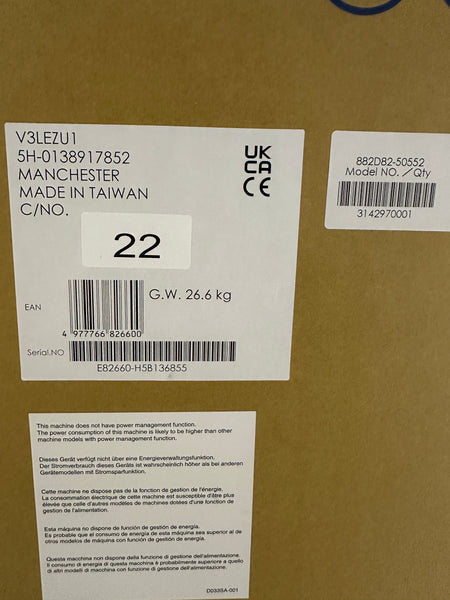 V3LEZU1
5H-0138917852
MANCHESTER
MADE IN TAIWAN
C/NO.
22
UK
CA
CE
G.W. 26.6 kg
EAN
4 977766 826600
Serial.NO
E82660-H5B136855
882D82-50552
Model NO.／Qty
3142970001
This machine does not have power management function.
The power consumption of this machine is likely to be higher than other
machine models with power management function.
Dieses Gerät verfügt nicht über eine Energieverwaltungsfunktion.
Der Stromverbrauch dieses Geräts ist wahrscheinlich höher als bei anderen
Gerätemodellen mit Stromsparfunktion.
Cette machine ne dispose pas de la fonction de gestion de l'énergie.
La consommation électrique de cette machine est susceptible d'être plus
élevée que celle d'autres modèles de machines dotées d'une fonction de
gestion de l'alimentation.
Esta máquina no dispone de función de gestión de energía.
Es probable que el consumo de energía de esta máquina sea superior al de
otros modelos de máquina con función de gestión de energía.
Questa macchina non dispone della funzione di gestione dell'alimentazione.
Il consumo di energia di questa macchina è probabilmente superiore a quello
di altri modelli di macchina con funzione di gestione dell'alimentazione.
D033BA-001